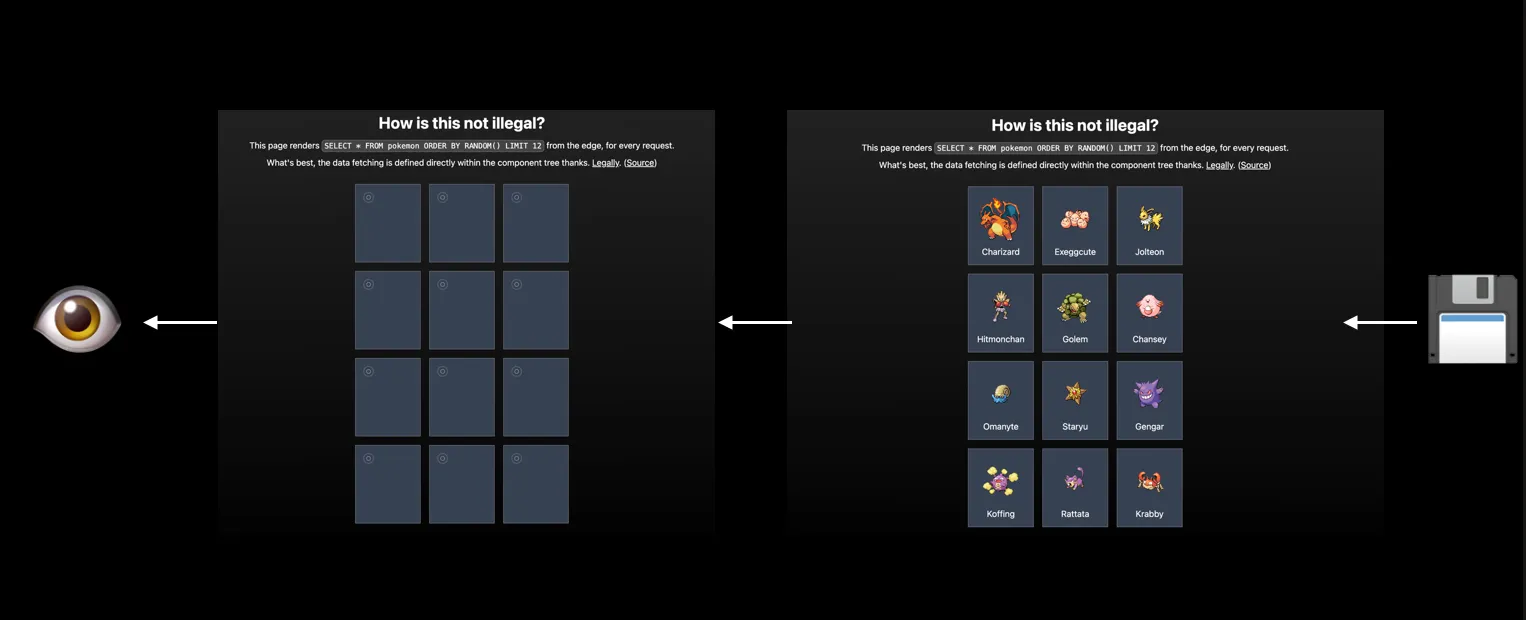 How is this not illegal?
This page renders SELECT * FROM pokemon ORDER BY RANDOM() LIMIT 12 from the edge, for every request.
What's best, the data fetching is defined directly within the component tree thanks. Legally. (Source)
How is this not illegal?
This page renders SELECT * FROM pokemon ORDER BY RANDOM() LIMIT 12 from the edge, for every request.
What's best, the data fetching is defined directly within the component tree thanks. Legally. (Source)
Charizard Exeggcute Jolteon
Hitmonchan Golem Chansey
Omanyte Staryu Gengar
Koffing Rattata Krabby